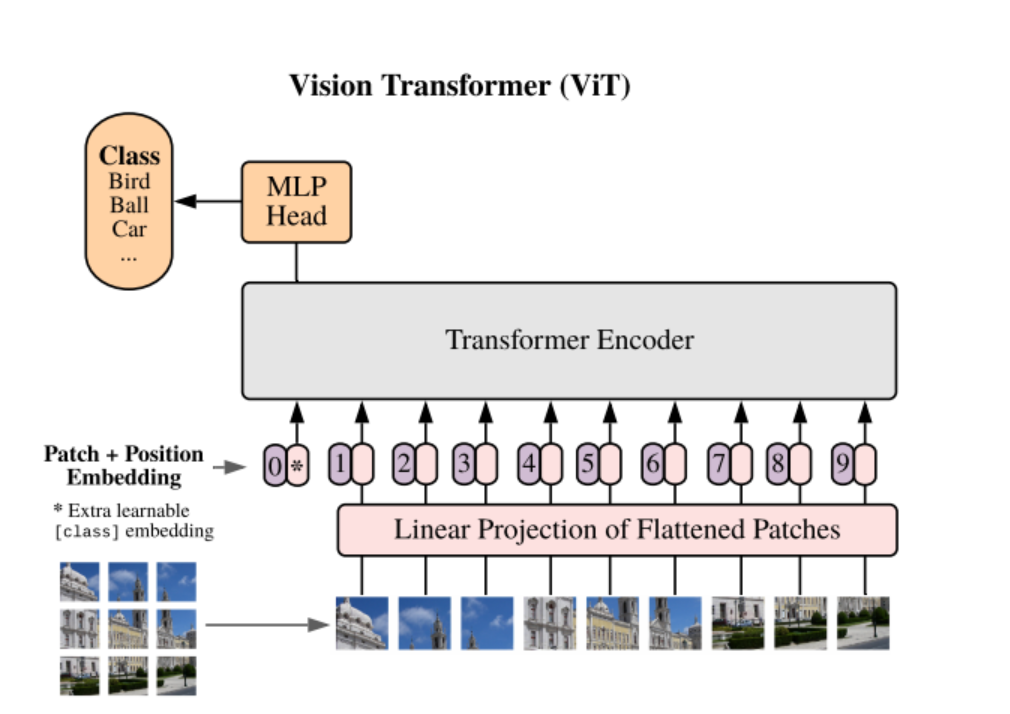 Vision Transformer (ViT)
Class
Bird
Ball
Car
...
MLP
Head
Transformer Encoder
Patch + Position
Embedding
0 * 1 2 3 4 5 6 7 8 9
* Extra learnable
[class] embedding
Linear Projection of Flattened Patches